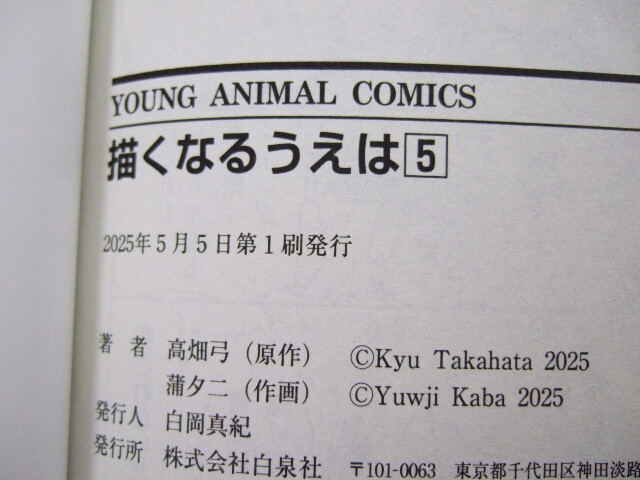 YOUNG ANIMAL COMICS
描くなるうえは5
2025年5月5日第1刷発行
著者 高畑弓（原作） ©Kyu Takahata 2025
蒲夕二（作画） ©Yuwji Kaba 2025
発行人 白岡真紀
発行所 株式会社白泉社 〒101-0063 東京都千代田区神田淡路